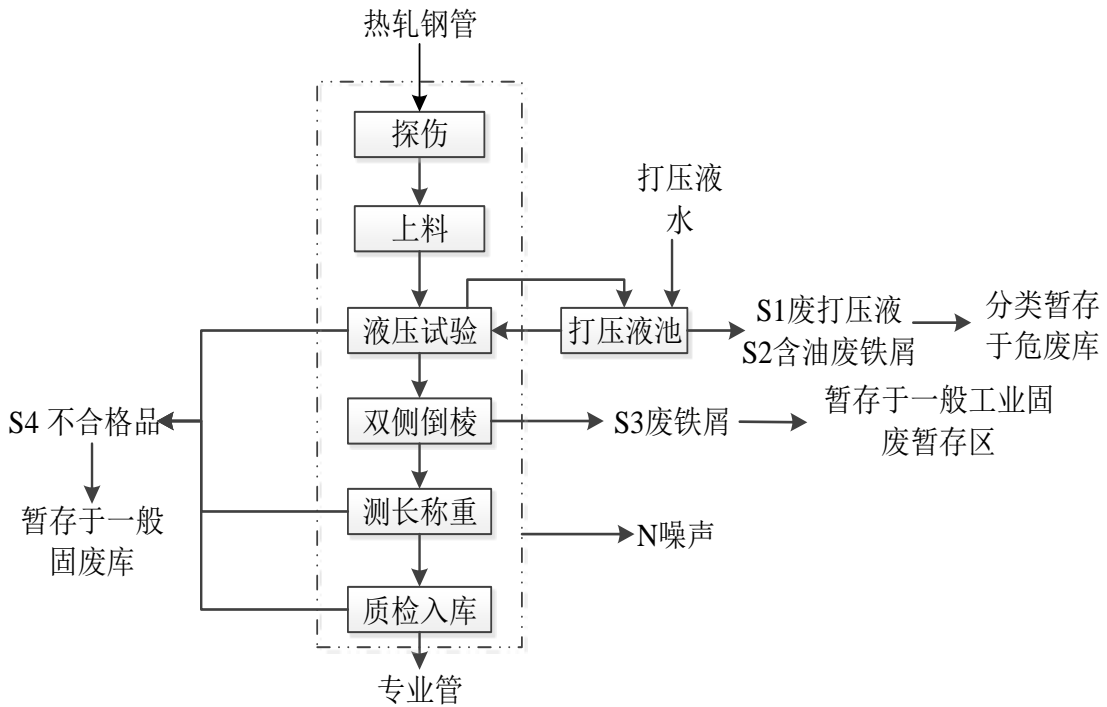 热轧钢管
探伤
打压液
水
上料
S1废打压液
S2含油废铁屑
分类暂存
于危废库
液压试验
打压液池
暂存于一般工业固
废暂存区
S4 不合格品
双侧倒棱
S3废铁屑
暂存于一般
固废库
测长称重
N噪声
质检入库
专业管